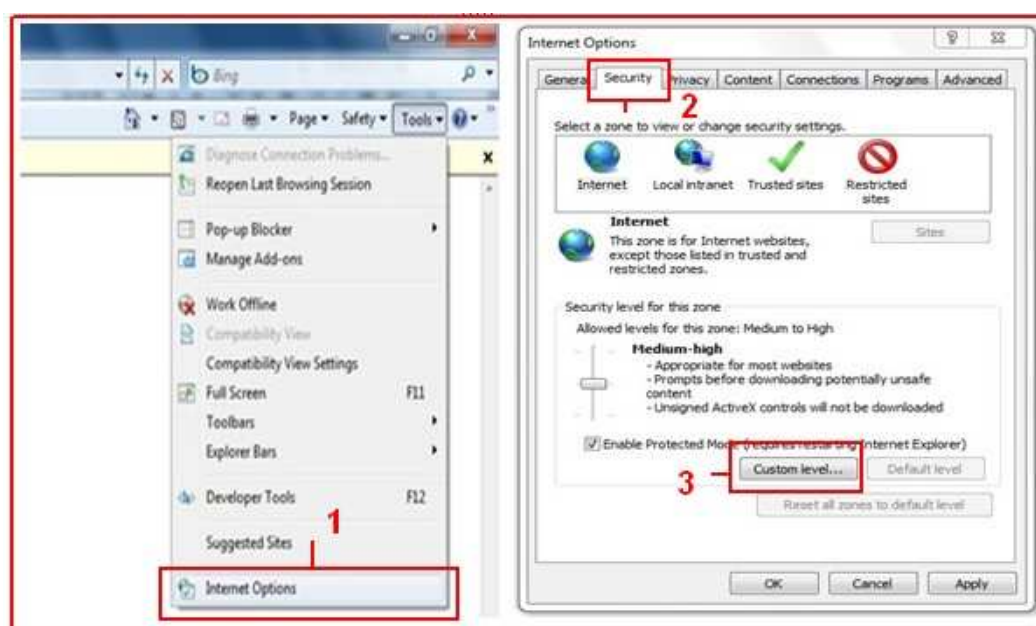 Bing
Page Safety Tools
Diagnose Connection Problems...
Reopen Last Browsing Session
Pop-up Blocker
Manage Add-ons
Work Offline
Compatibility View
Compatibility View Settings
Full Screen F11
Toolbars
Explorer Bars
Developer Tools F12
1
Suggested Sites
Internet Options
Internet Options
General Security Privacy Content Connections Programs Advanced
2
Select a zone to view or change security settings.
Internet Local intranet Trusted sites Restricted
sites
Internet
Sites
This zone is for Internet websites,
except those listed in trusted and
restricted zones.
Security level for this zone
Allowed levels for this zone: Medium to High
Medium-high
- Appropriate for most websites
- Prompts before downloading potentially unsafe
content
- Unsigned ActiveX controls will not be downloaded
Enable Protected Mode (requires restarting Internet Explorer)
3
Custom level... Default level
Reset all zones to default level
OK Cancel Apply